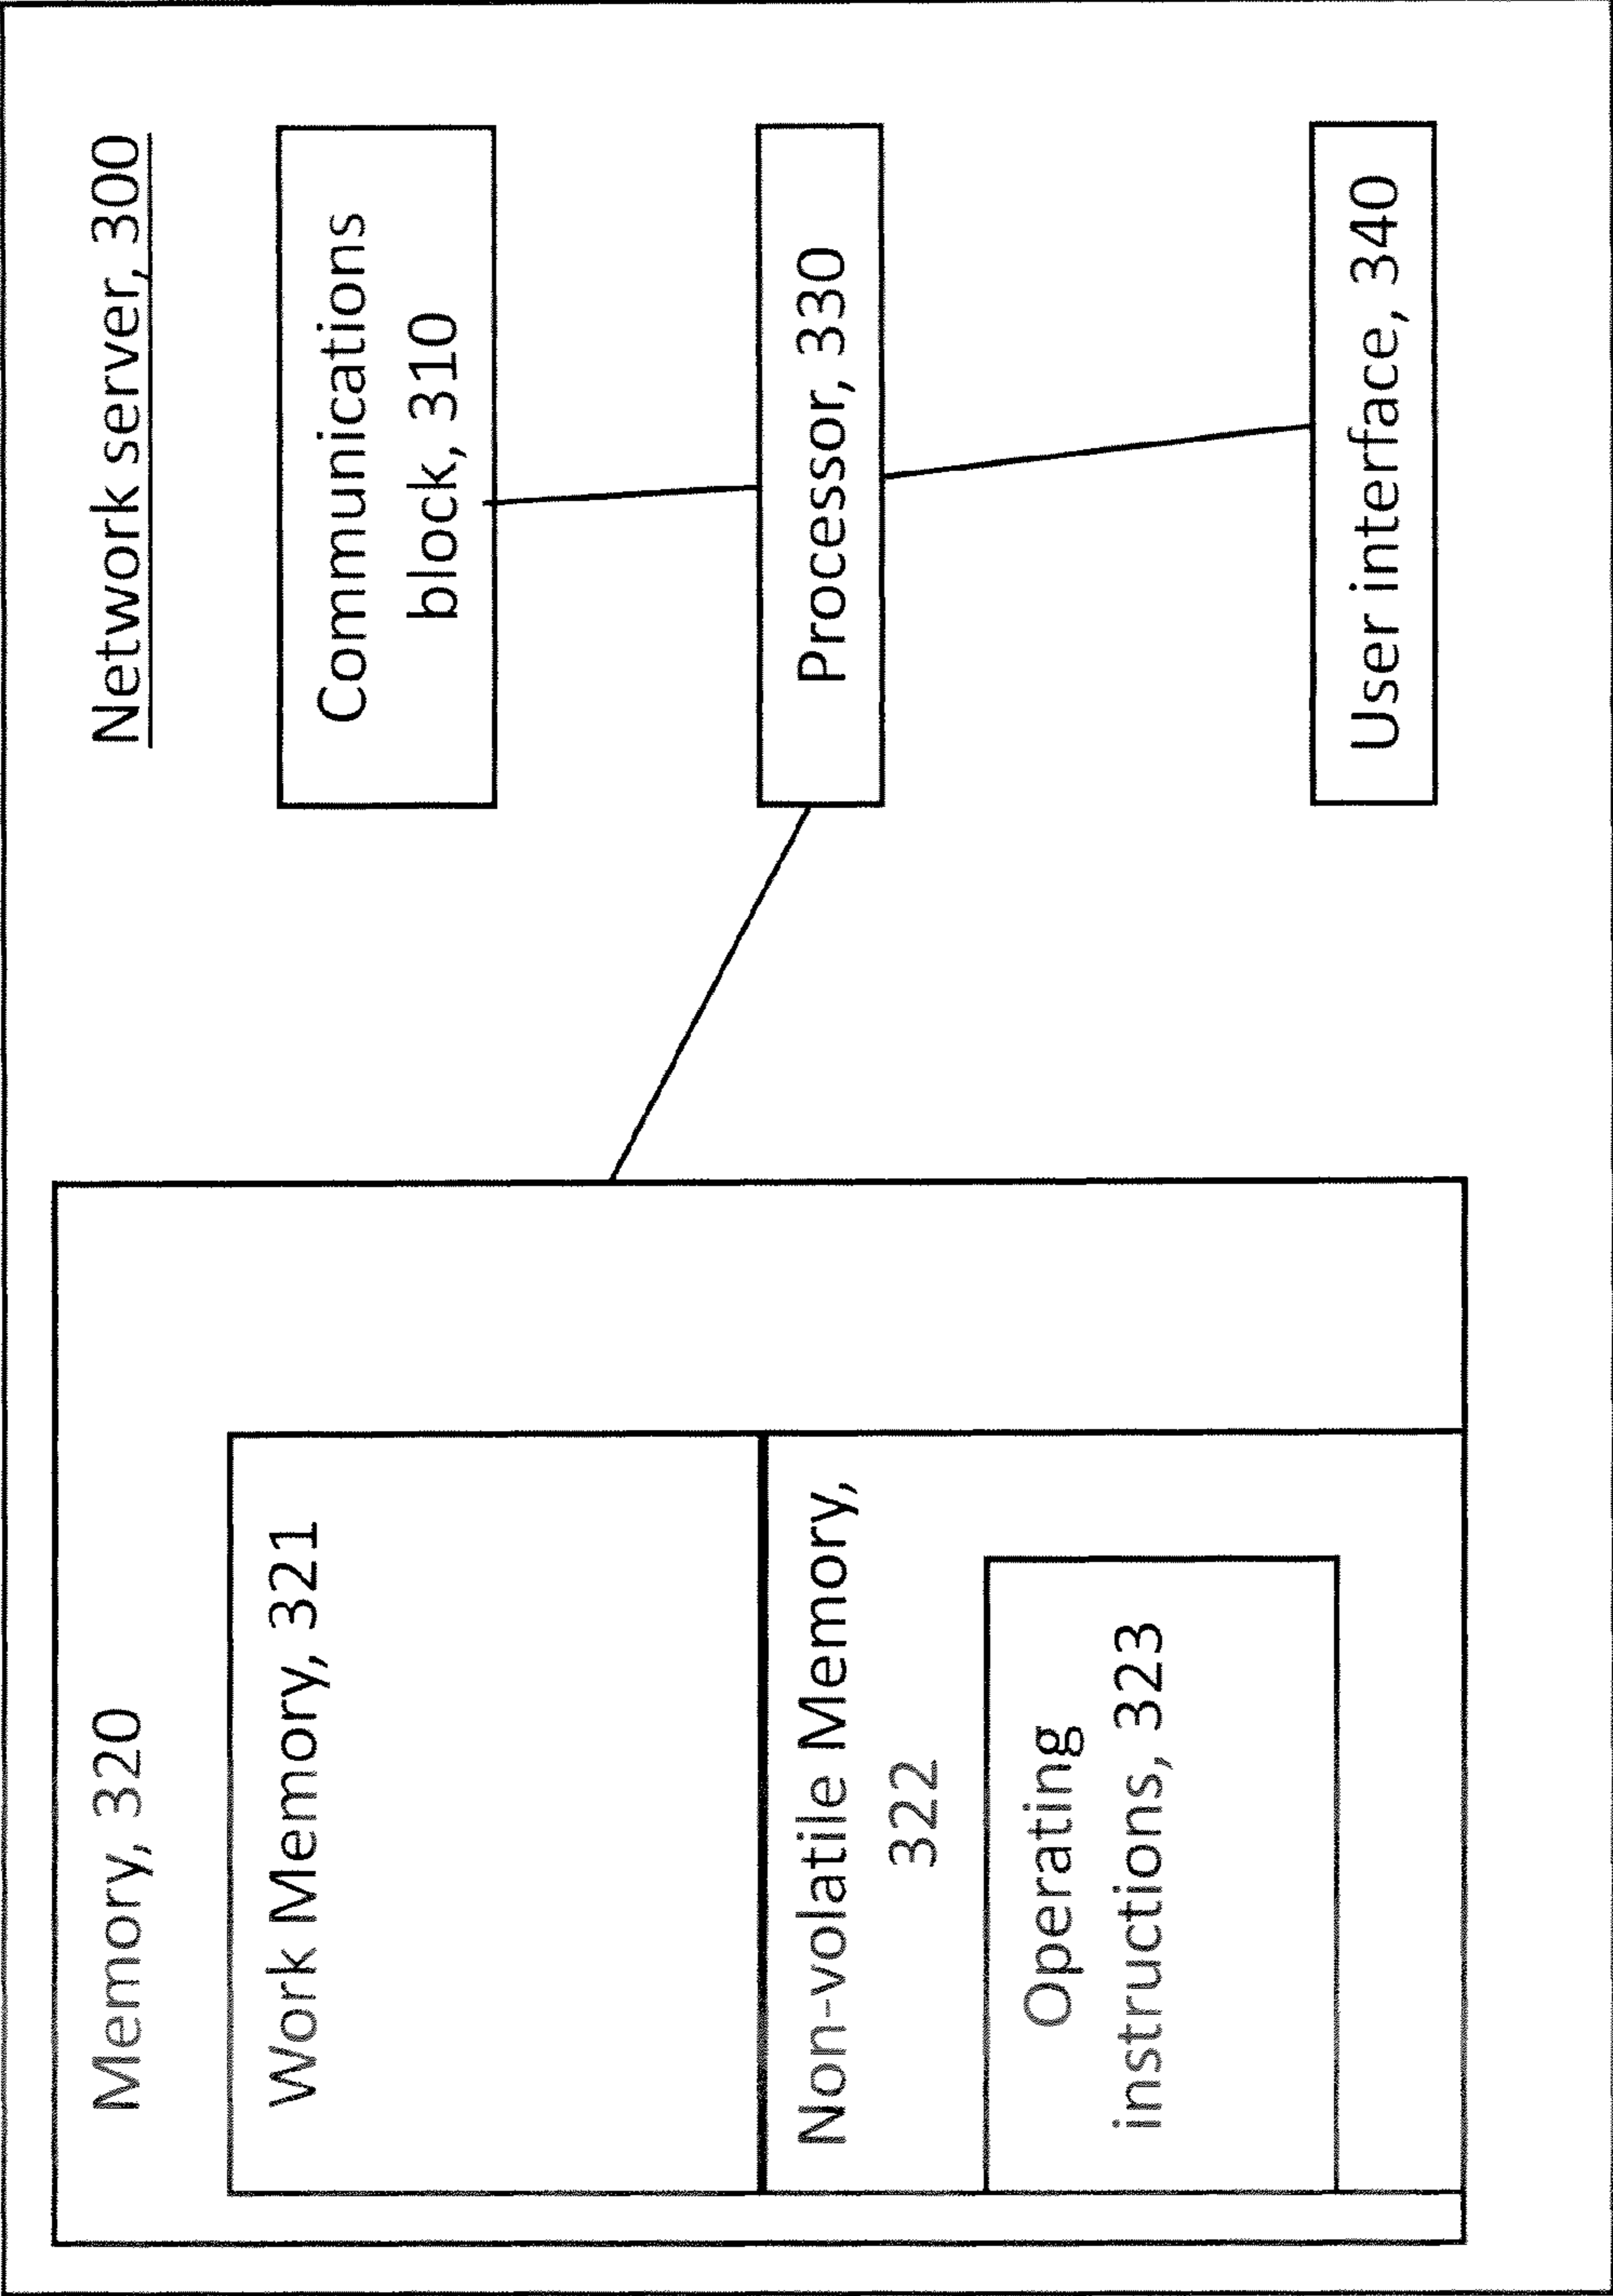 Network server, 300
Memory, 320
Work Memory, 321
Non-volatile Memory,
322
Operating
instructions, 323
Communications
block, 310
Processor, 330
User interface, 340